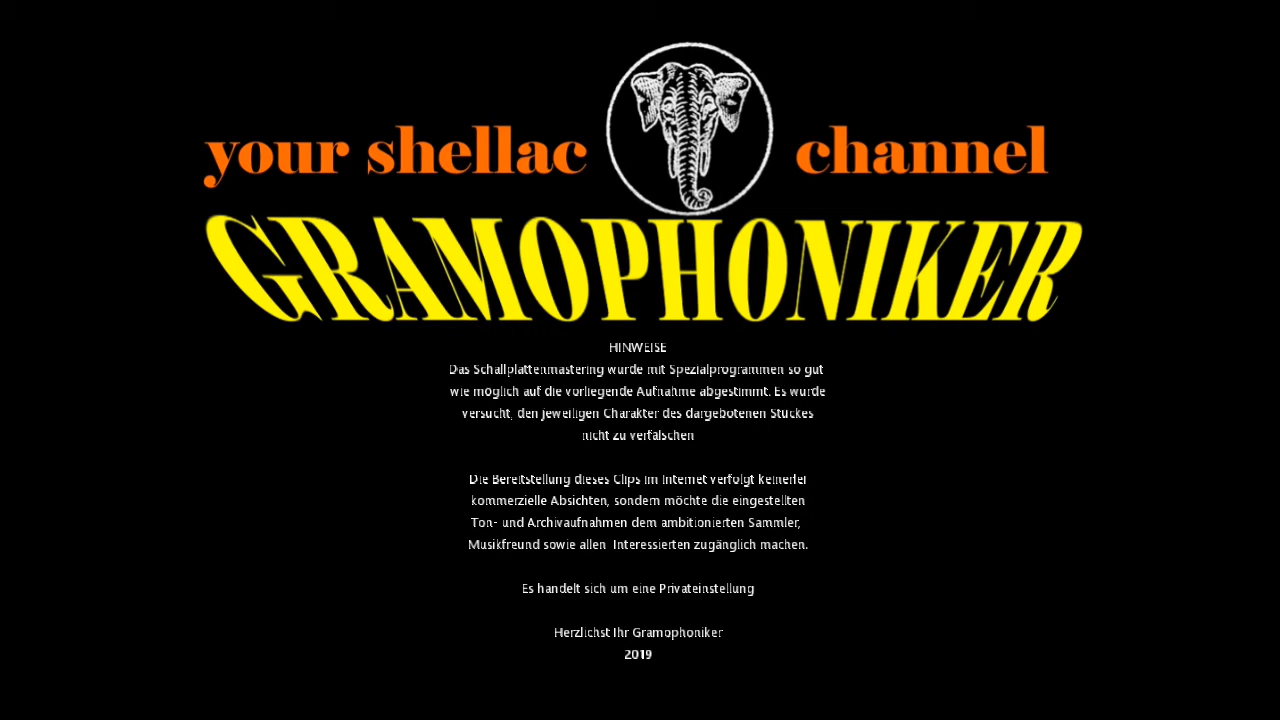 your shellac channel
GRAMOPHONIKER
HINWEISE
Das Schallplattenmastering wurde mit Spezialprogrammen so gut
wie möglich auf die vorliegende Aufnahme abgestimmt. Es wurde
versucht, den jeweiligen Charakter des dargebotenen Stückes
nicht zu verfälschen
Die Bereitstellung dieses Clips im Internet verfolgt keinerlei
kommerzielle Absichten, sondern möchte die eingestellten
Ton- und Archivaufnahmen dem ambitionierten Sammler,
Musikfreund sowie allen Interessierten zugänglich machen.
Es handelt sich um eine Privateinstellung
Herzlichst Ihr Gramophoniker
2019